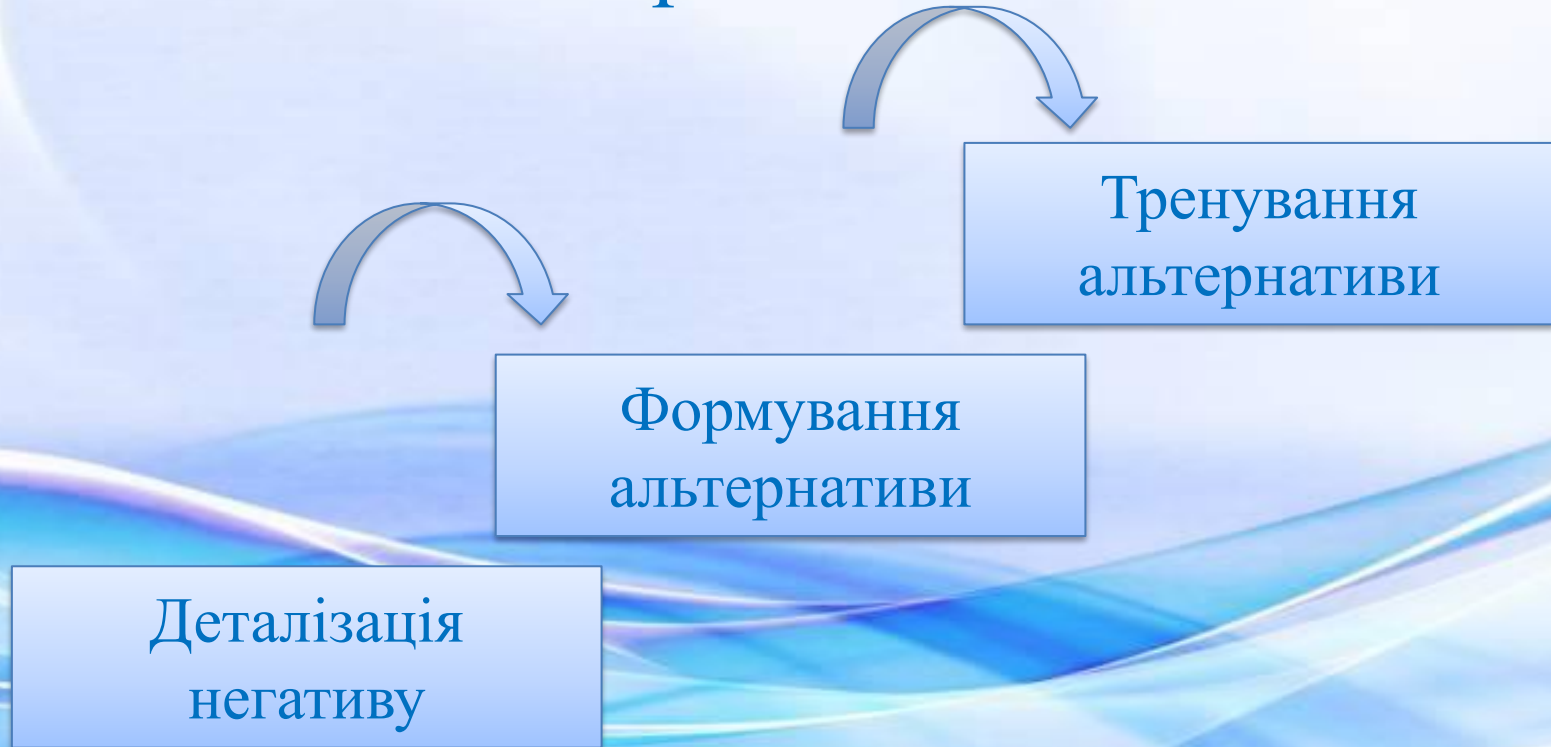 Тренування
альтернативи
Формування
альтернативи
Деталізація
негативу